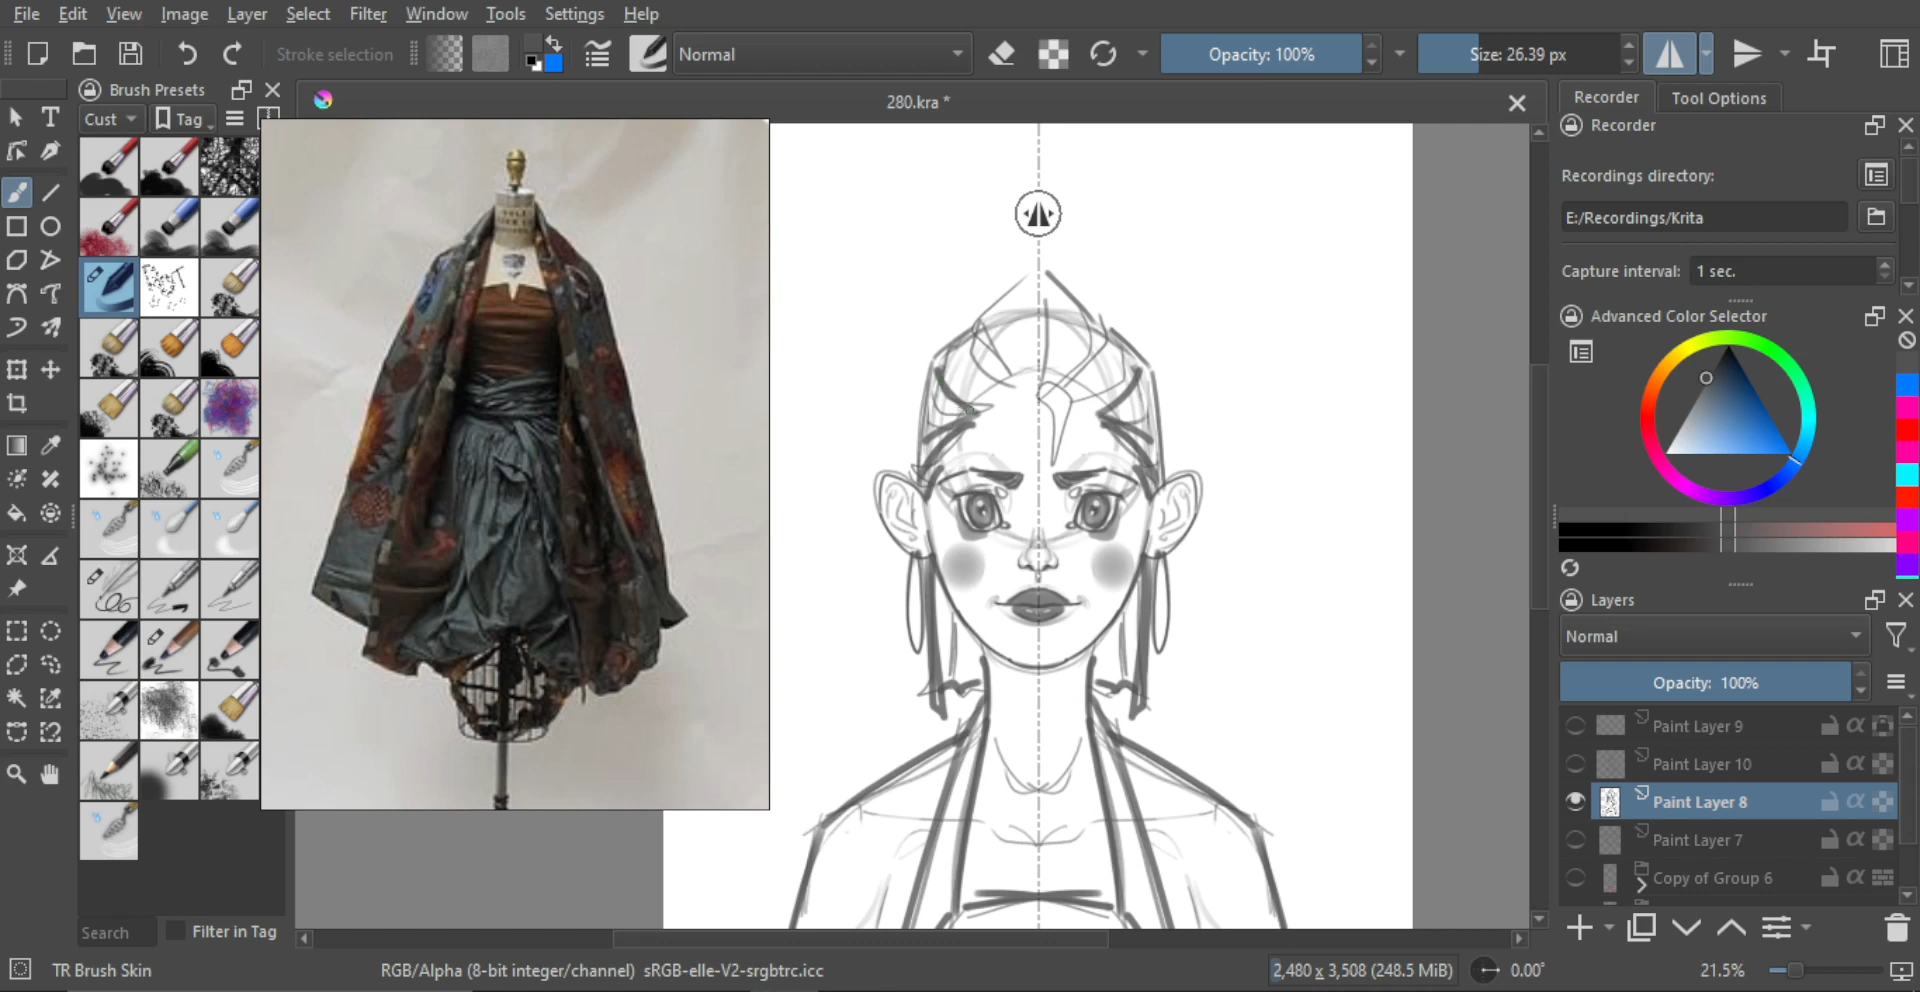 File Edit View Image Layer Select Filter Window Tools Settings Help
Stroke selection
Normal
Opacity: 100%
Size: 26.39 px
Brush Presets
Cust
Tag
280.kra *
Recorder
Tool Options
Recorder
Recordings directory:
E:/Recordings/Krita
Capture interval: 1 sec.
Advanced Color Selector
Layers
Normal
Opacity: 100%
Paint Layer 9
Paint Layer 10
Paint Layer 8
Paint Layer 7
Copy of Group 6
Search
Filter in Tag
TR Brush Skin
RGB/Alpha (8-bit integer/channel) sRGB-elle-V2-srgbtrc.icc
2,480 x 3,508 (248.5 MiB)
0.00°
21.5%